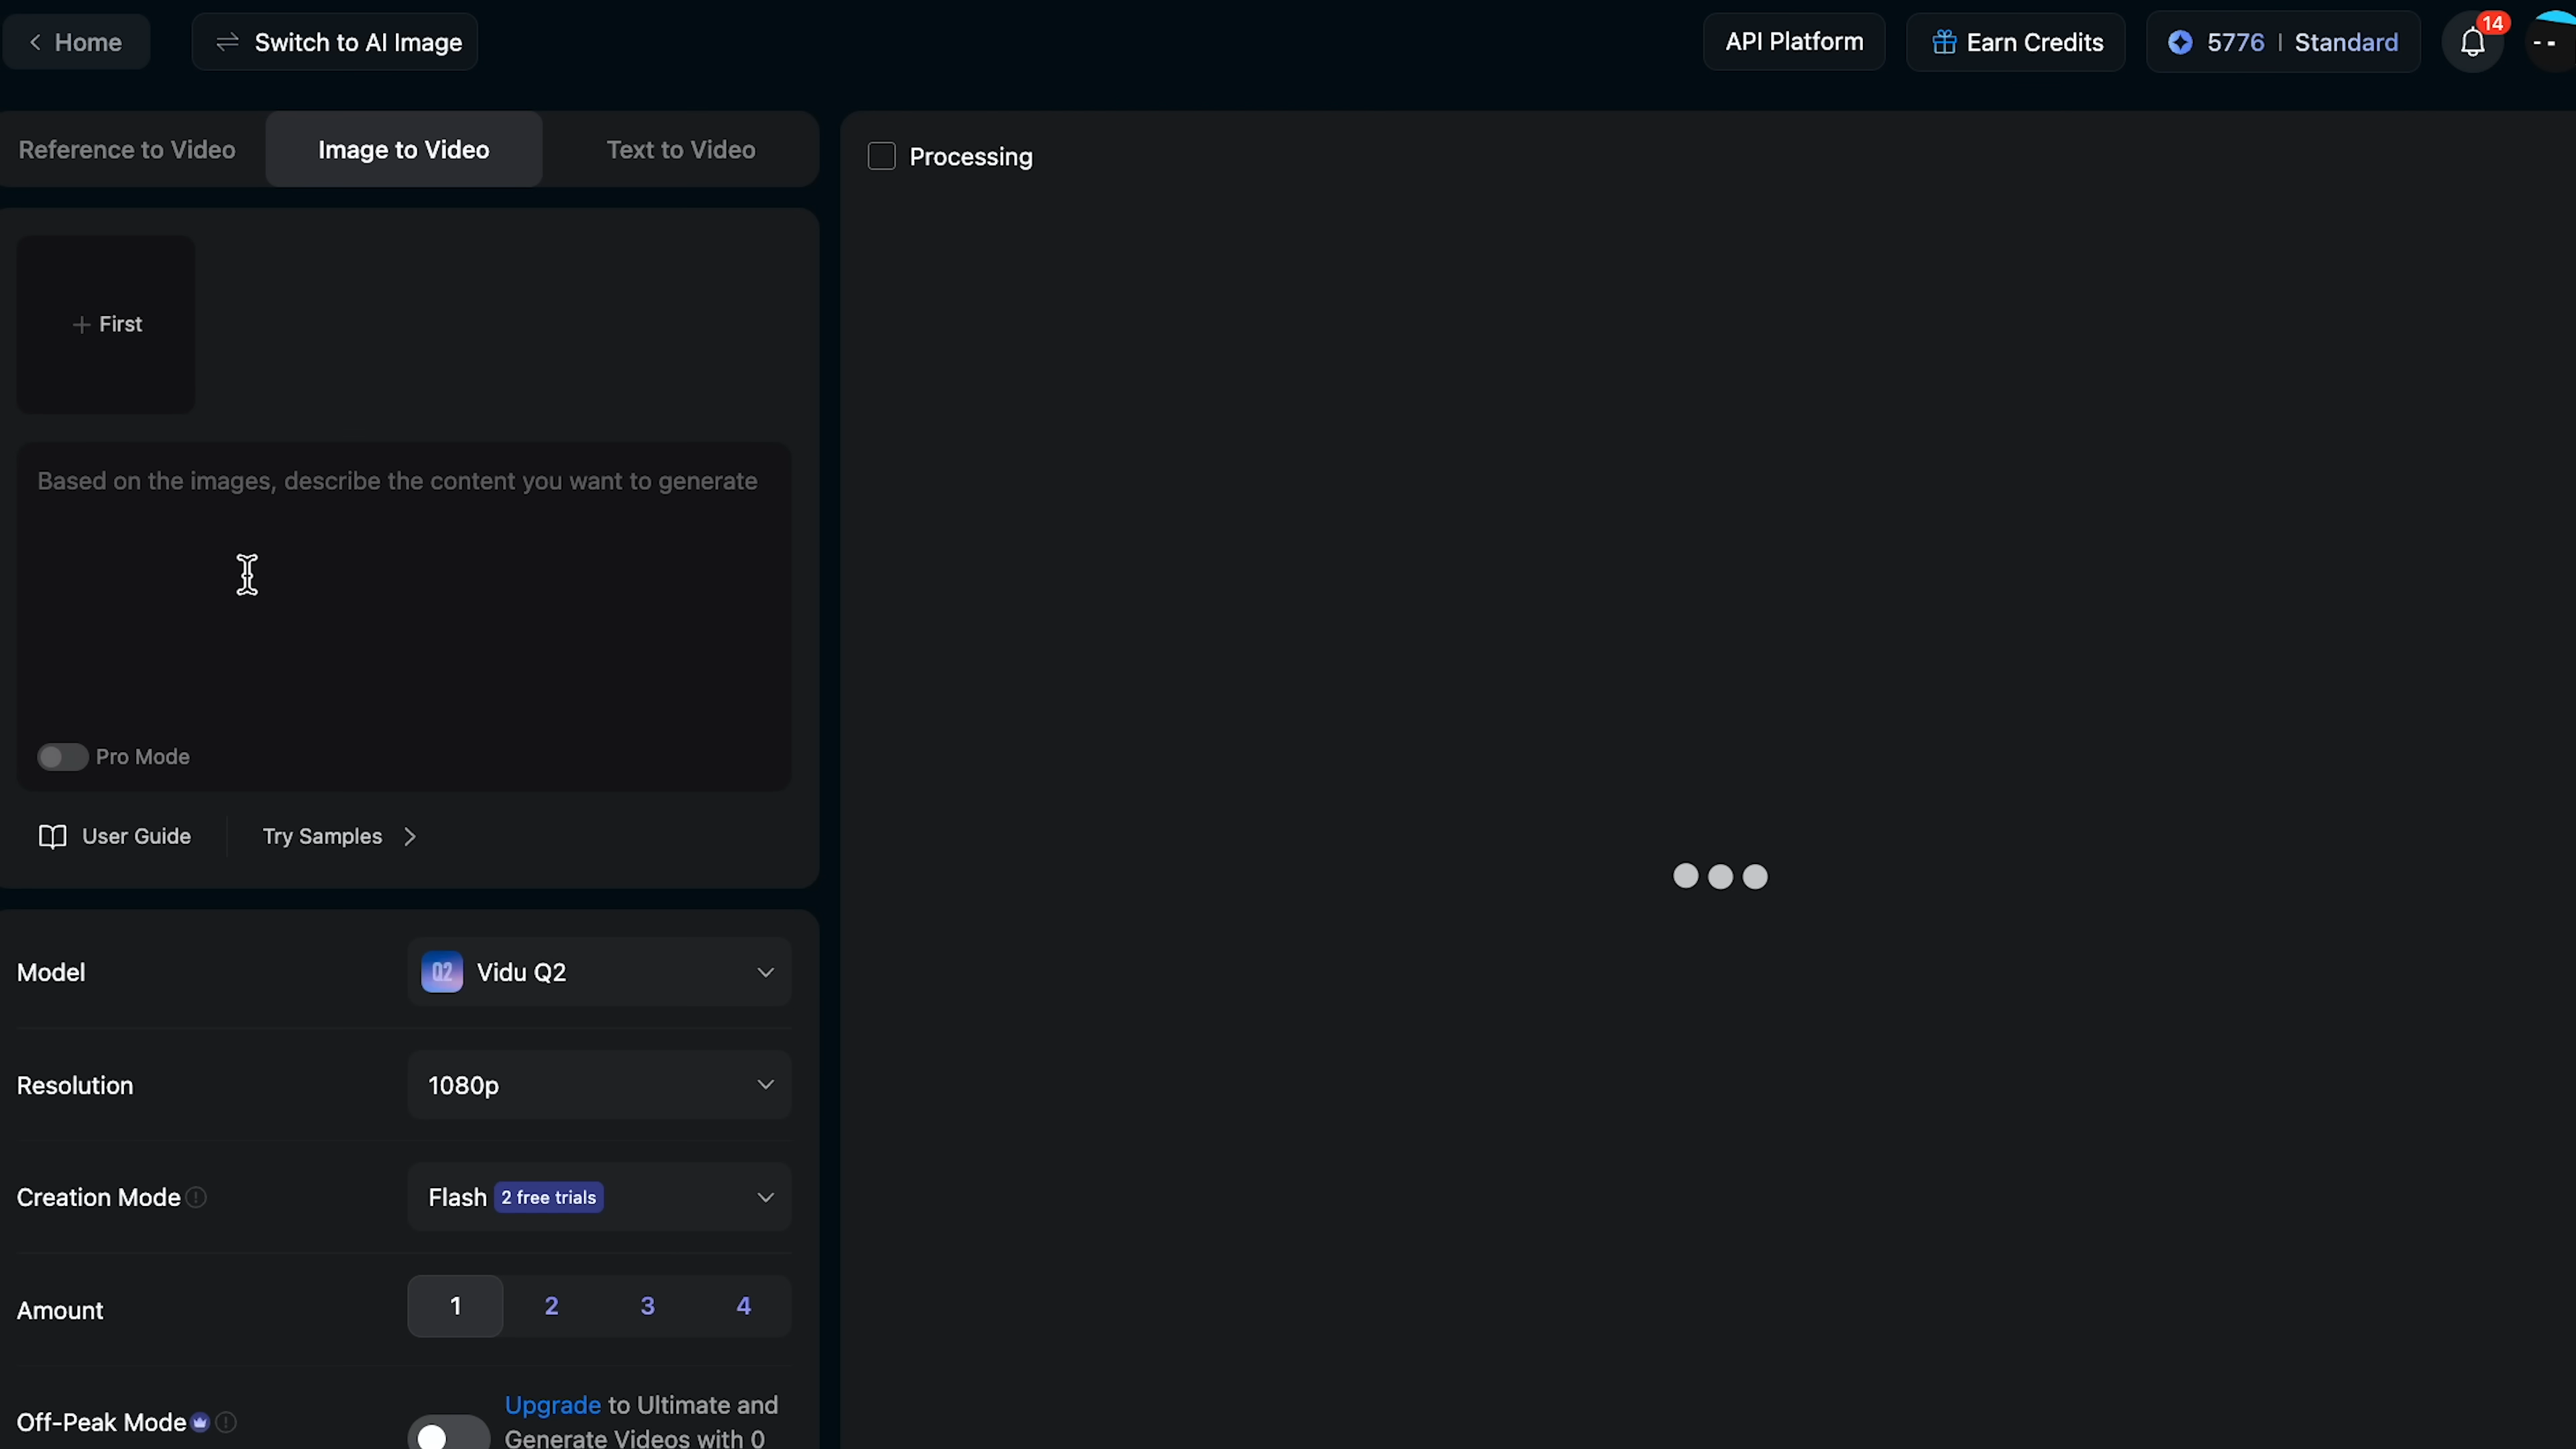 Home
Switch to AI Image
API Platform
Earn Credits
5776 | Standard
14
Reference to Video
Image to Video
Text to Video
Processing
+ First
Based on the images, describe the content you want to generate
Pro Mode
User Guide
Try Samples
Model
Q2 Vidu Q2
Resolution
1080p
Creation Mode
Flash 2 free trials
Amount
1 2 3 4
Off-Peak Mode
Upgrade to Ultimate and
Generate Videos with 0